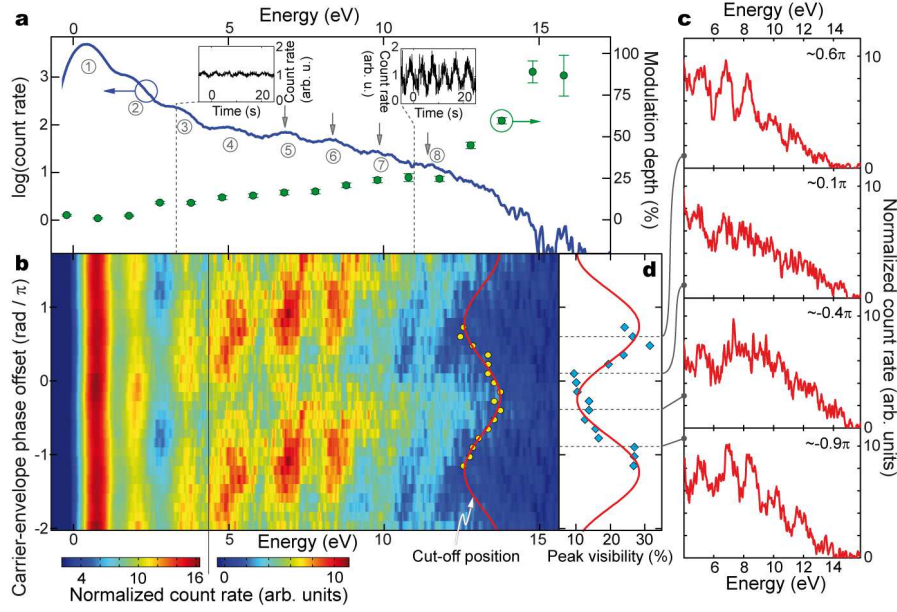 a
Energy (eV)
0
5
10
15
log(count rate)
3
2
1
0
Modulation depth (%)
100
75
50
25
0
①
②
③
④
⑤
⑥
⑦
⑧
Count rate
(arb. u.)
2
1
0
0
20
Time (s)
Count rate
(arb. u.)
2
1
0
0
20
Time (s)
b
Carrier-envelope phase offset (rad / π)
1
0
-1
-2
0
5
10
15
Energy (eV)
Cut-off position
4
10
16
0
10
Normalized count rate (arb. units)
d
10
20
30
Peak visibility (%)
c
Energy (eV)
6
8
10
12
14
~0.6π
10
0
~0.1π
10
0
~-0.4π
10
0
~-0.9π
10
0
Normalized count rate (arb. units)
6
8
10
12
14
Energy (eV)